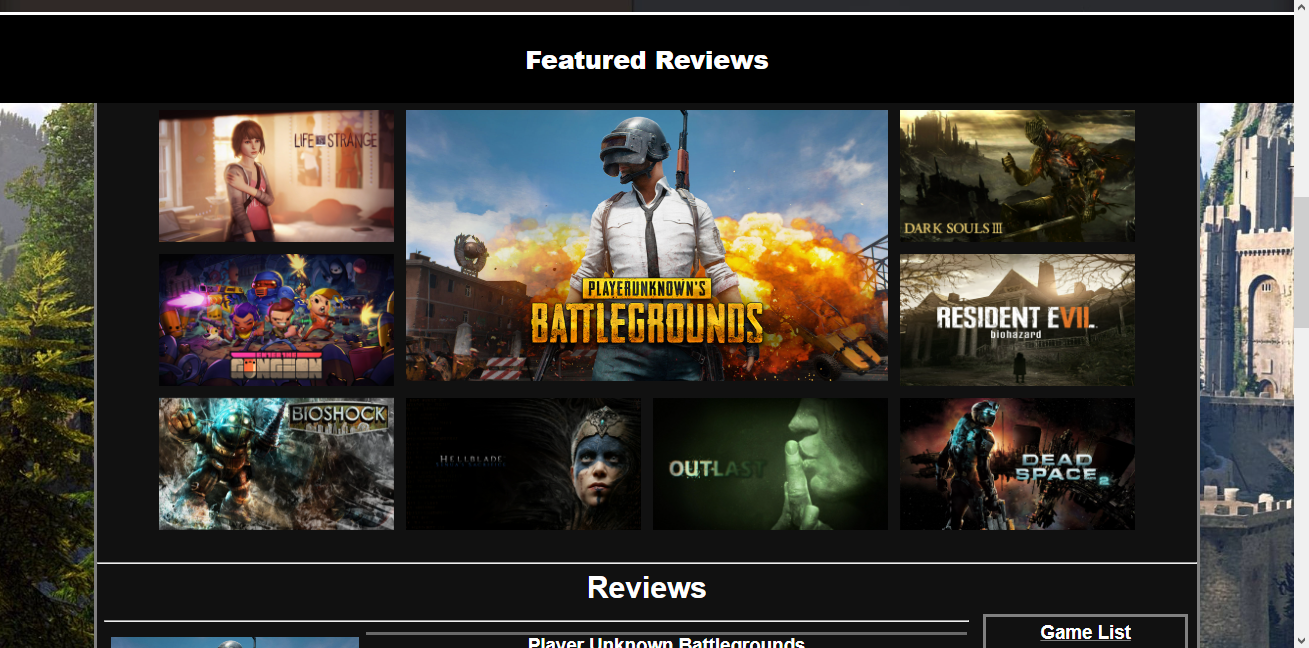 Featured Reviews
LIFE IS STRANGE
PLAYERUNKNOWN'S
BATTLEGROUNDS
DARK SOULS III
ENTER THE
GUNGEON
RESIDENT EVIL
biohazard
BIOSHOCK
HELLBLADE
OUTLAST
DEAD
SPACE 2
Reviews
Player Unknown Battlegrounds
Game List